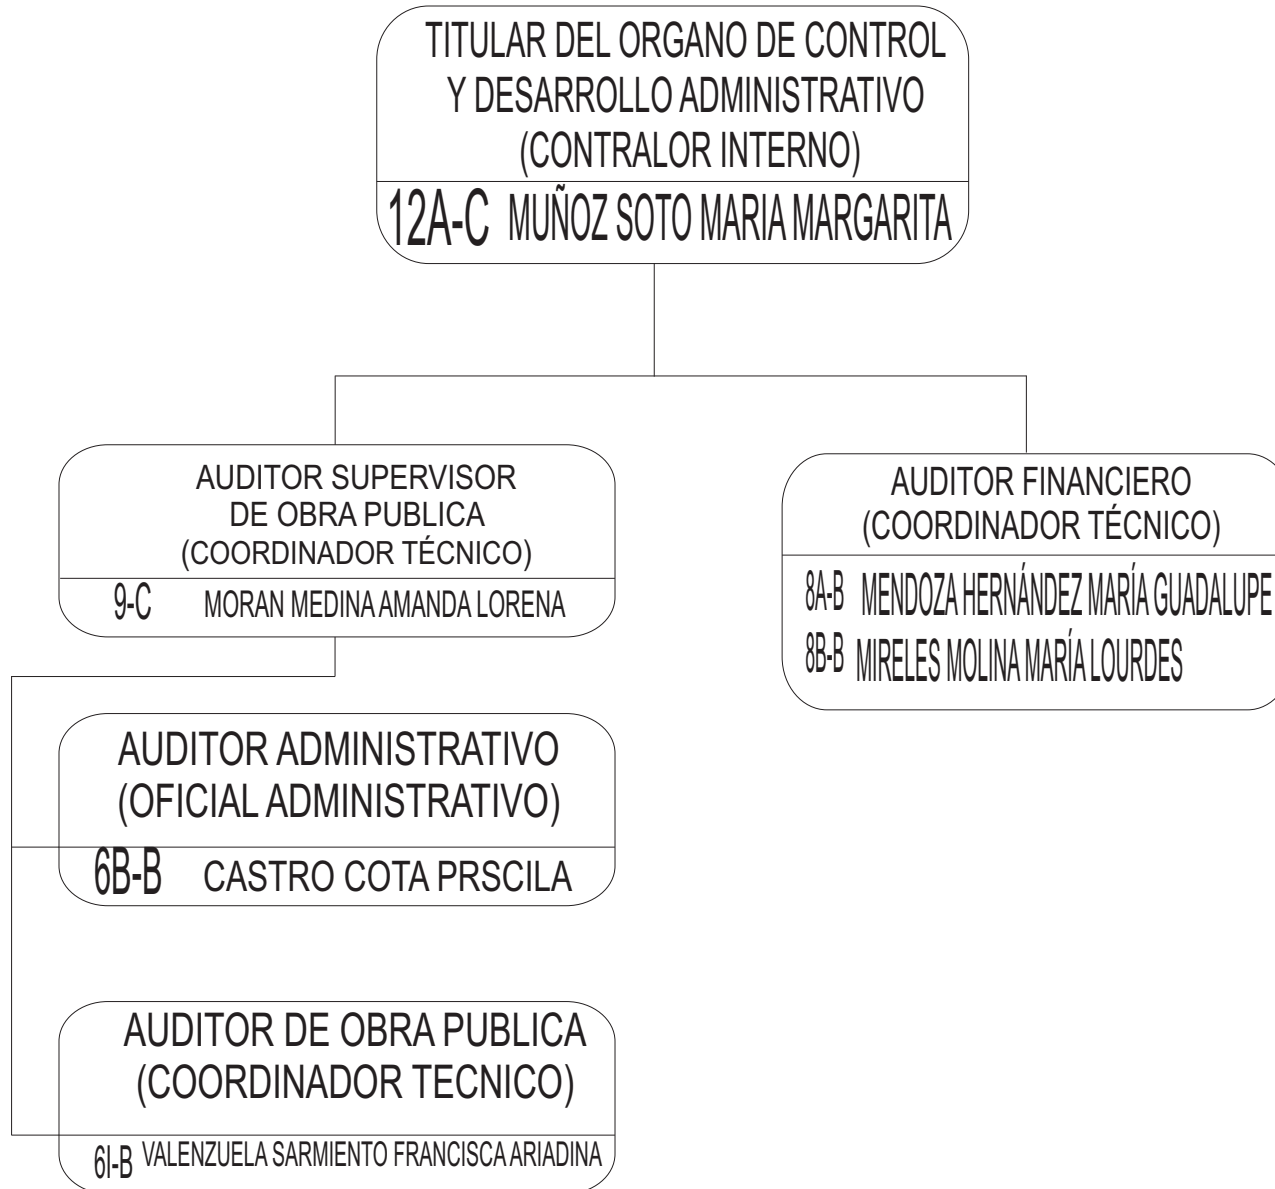 TITULAR DEL ORGANO DE CONTROL
Y DESARROLLO ADMINISTRATIVO
(CONTRALOR INTERNO)
12A-C MUÑOZ SOTO MARIA MARGARITA
AUDITOR SUPERVISOR
DE OBRA PUBLICA
(COORDINADOR TÉCNICO)
9-C MORAN MEDINA AMANDA LORENA
AUDITOR FINANCIERO
(COORDINADOR TÉCNICO)
8A-B MENDOZA HERNÁNDEZ MARÍA GUADALUPE
8B-B MIRELES MOLINA MARÍA LOURDES
AUDITOR ADMINISTRATIVO
(OFICIAL ADMINISTRATIVO)
6B-B CASTRO COTA PRSCILA
AUDITOR DE OBRA PUBLICA
(COORDINADOR TECNICO)
6I-B VALENZUELA SARMIENTO FRANCISCA ARIADINA